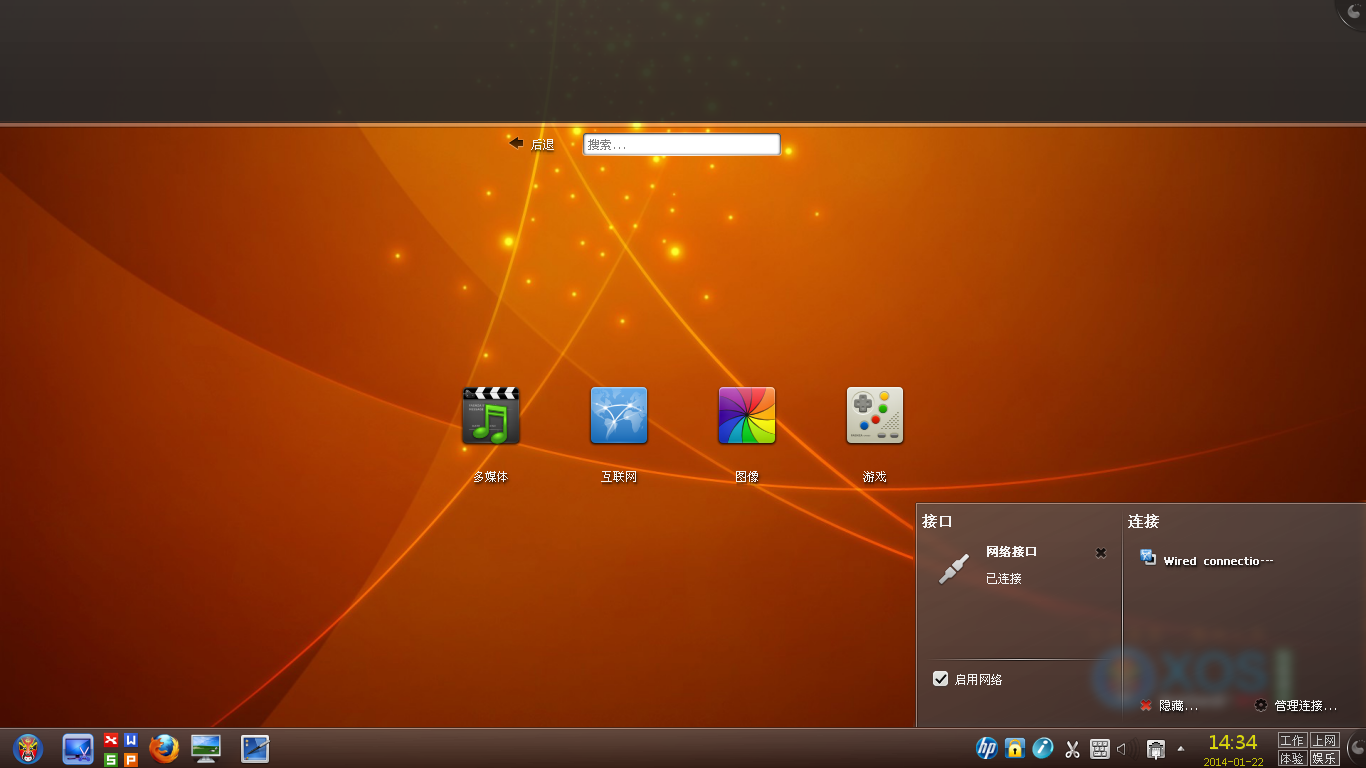 后退
搜索...
多媒体
互联网
图像
游戏
接口
连接
网络接口
已连接
Wired connectio---
XOS
启用网络
隐藏...
管理连接...
X W
S P
hp
14:34
2014-01-22
工作 上网
体验 娱乐